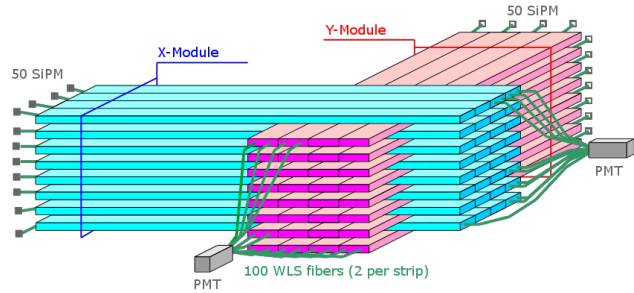 50 SiPM
Y-Module
X-Module
50 SiPM
PMT
100 WLS fibers (2 per strip)
PMT